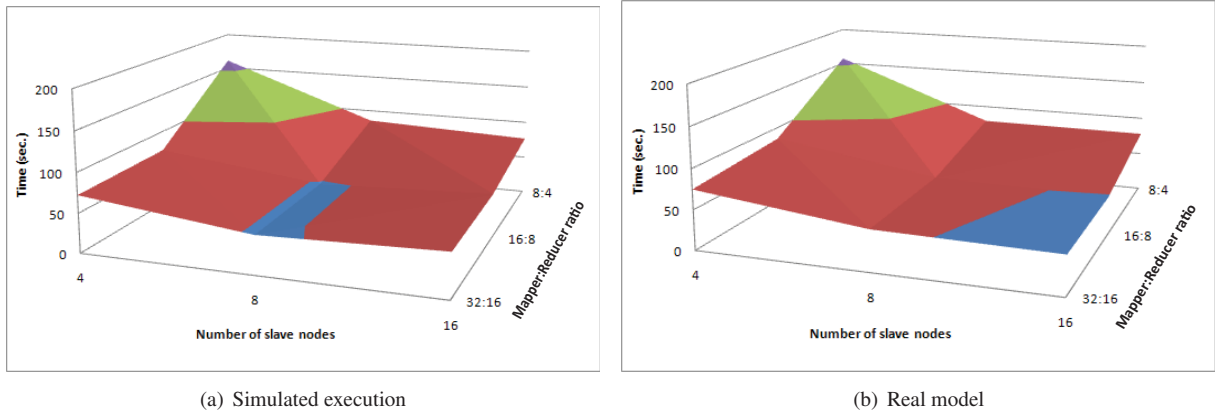 200
150
100
50
0
Time (sec.)
4
8
16
Number of slave nodes
8:4
16:8
32:16
Mapper:Reducer ratio
(a) Simulated execution
200
150
100
50
0
Time (sec.)
4
8
16
Number of slave nodes
8:4
16:8
32:16
Mapper:Reducer ratio
(b) Real model